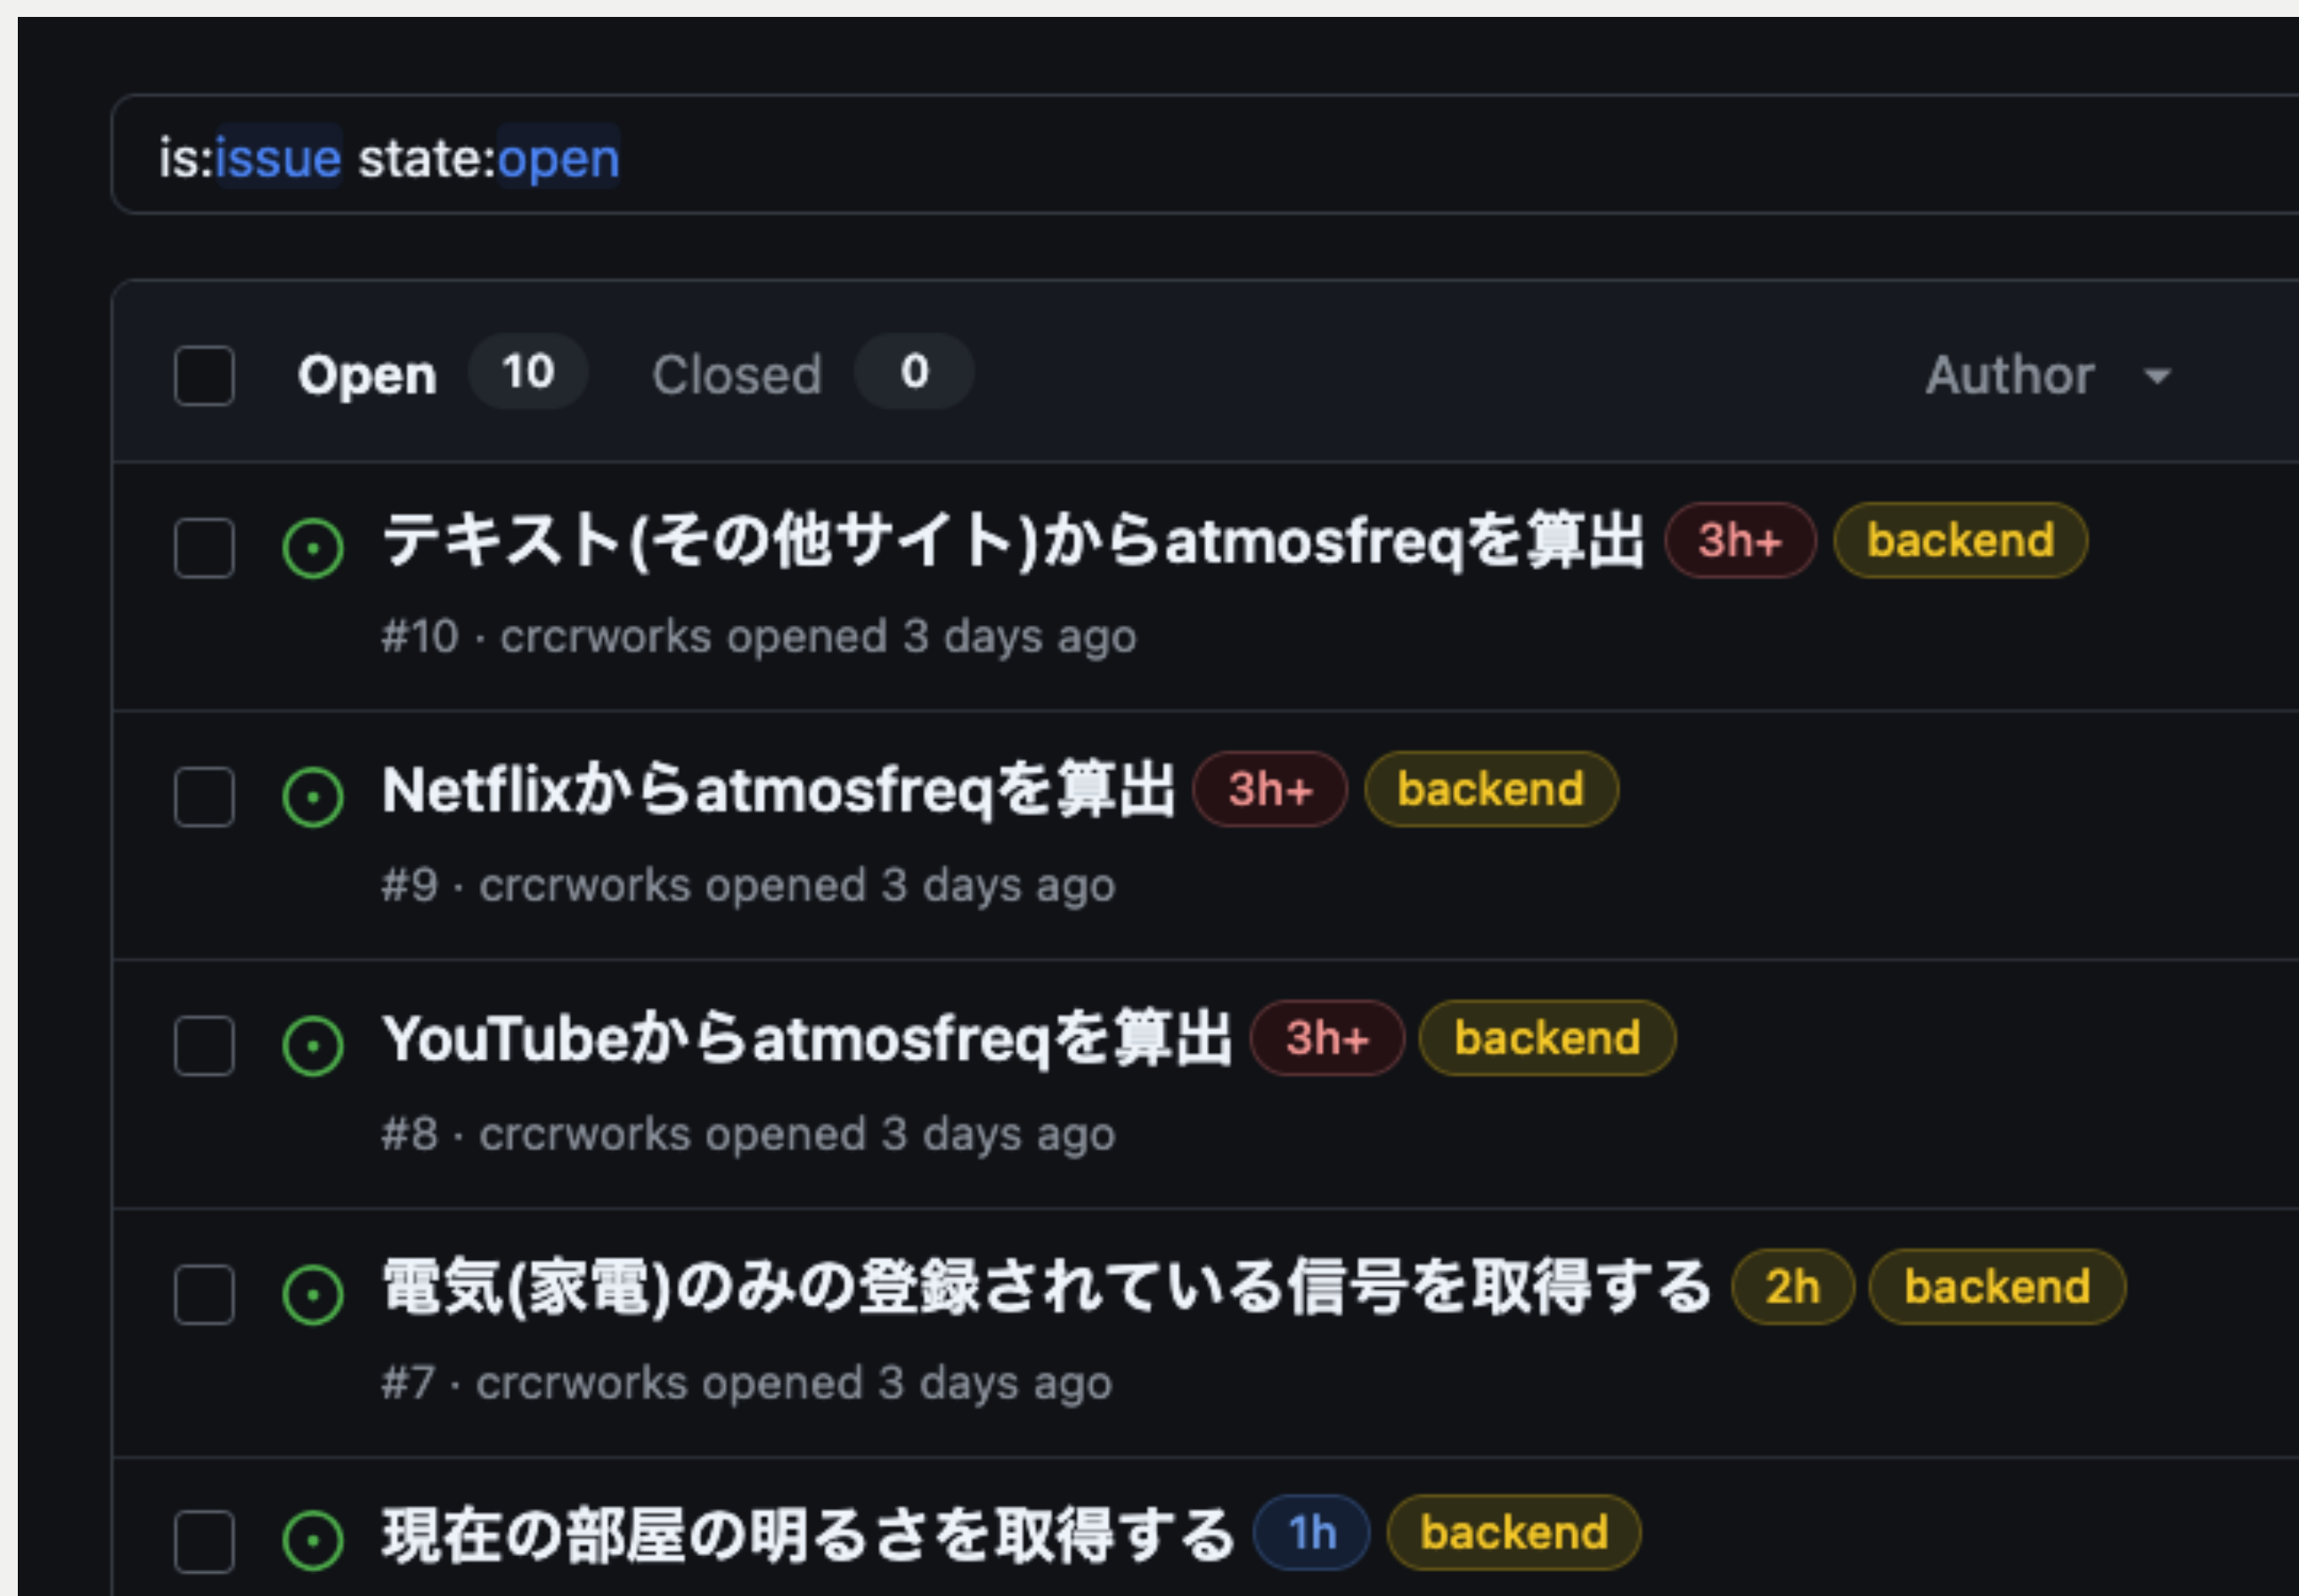 is:issue state:open
Open 10 Closed 0 Author
テキスト(その他サイト)からatmosfreqを算出 3h+ backend
#10 · crcrworks opened 3 days ago
Netflixからatmosfreqを算出 3h+ backend
#9 · crcrworks opened 3 days ago
YouTubeからatmosfreqを算出 3h+ backend
#8 · crcrworks opened 3 days ago
電気(家電)のみの登録されている信号を取得する 2h backend
#7 · crcrworks opened 3 days ago
現在の部屋の明るさを取得する 1h backend